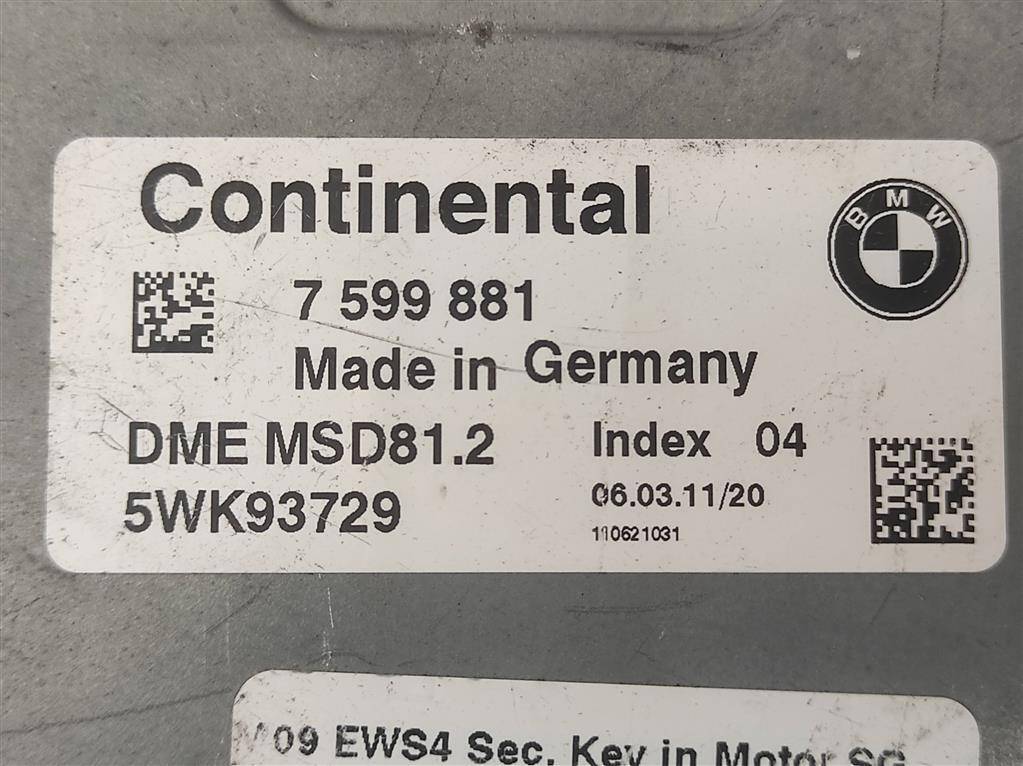 Continental
BMW
7 599 881
Made in Germany
DME MSD81.2
Index 04
5WK93729
06.03.11/20
110621031
09 EWS4 Sec. Key in Motor SG